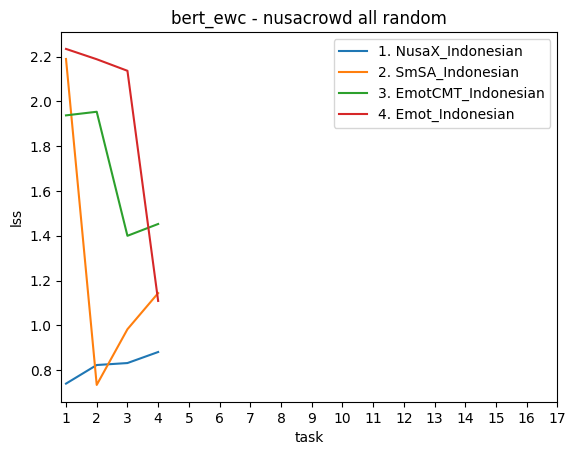 bert_ewc - nusacrowd all random
1. NusaX_Indonesian
2. SmSA_Indonesian
3. EmotCMT_Indonesian
4. Emot_Indonesian
lss
2.2
2.0
1.8
1.6
1.4
1.2
1.0
0.8
1 2 3 4 5 6 7 8 9 10 11 12 13 14 15 16 17
task